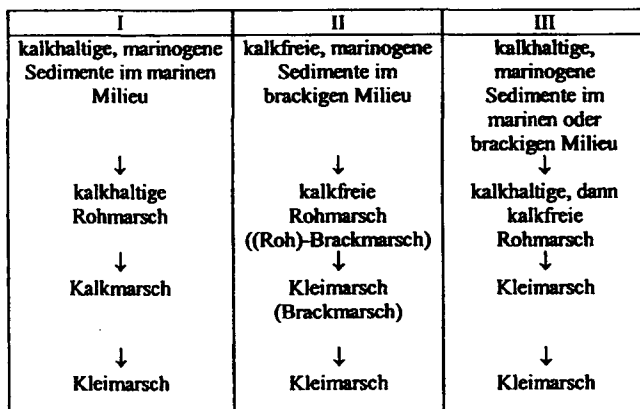 I
kalkhaltige, marinogene
Sedimente im marinen
Milieu
↓
kalkhaltige
Rohmarsch
↓
Kalkmarsch
↓
Kleimarsch
II
kalkfreie, marinogene
Sedimente im
brackigen Milieu
↓
kalkfreie
Rohmarsch
((Roh)-Brackmarsch)
↓
Kleimarsch
(Brackmarsch)
↓
Kleimarsch
III
kalkhaltige,
marinogene
Sedimente im
marinen oder
brackigen Milieu
↓
kalkhaltige, dann
kalkfreie
Rohmarsch
↓
Kleimarsch
↓
Kleimarsch